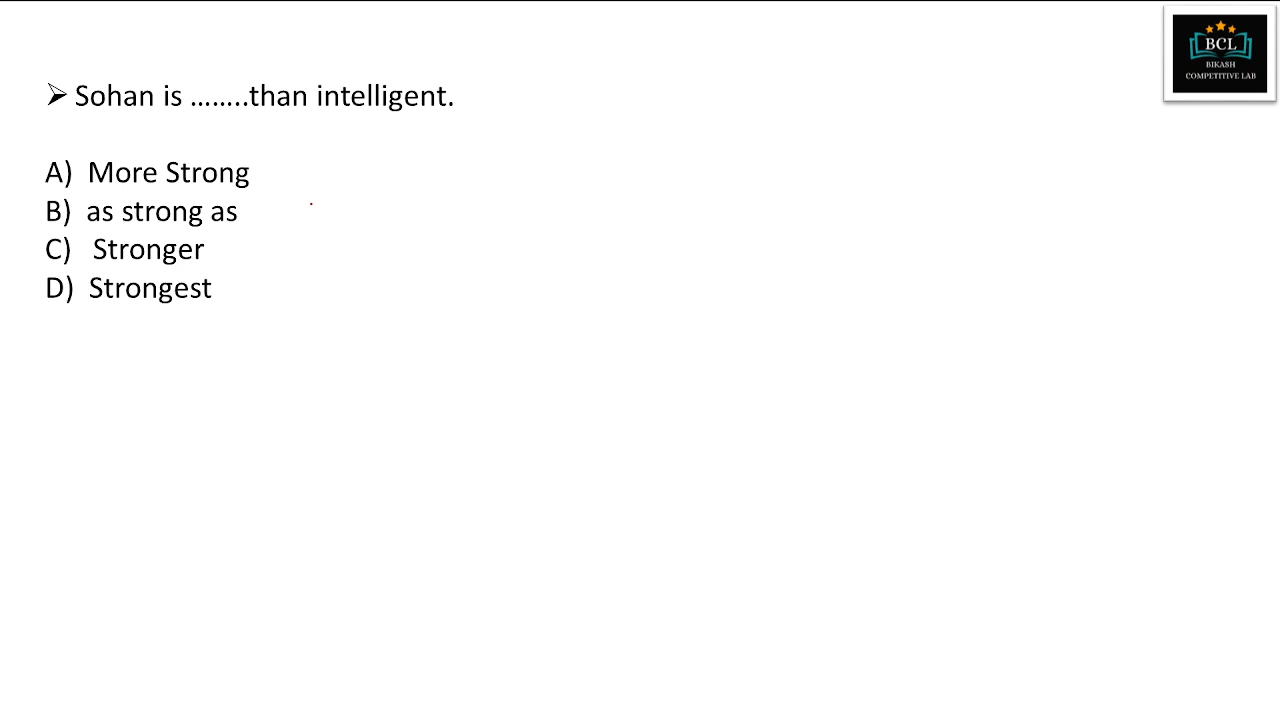 BCL
BIKASH
COMPETITIVE LAB
➢ Sohan is ……..than intelligent.
A) More Strong
B) as strong as
C) Stronger
D) Strongest